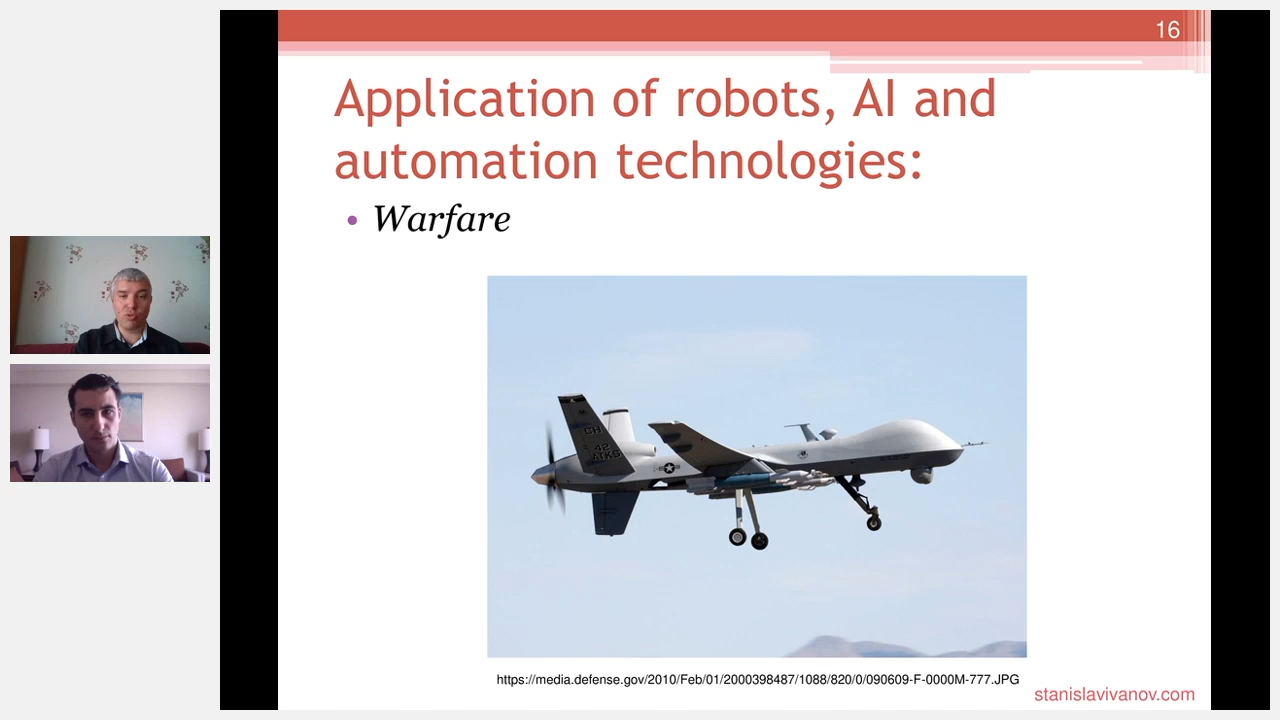 16
Application of robots, AI and
automation technologies:
• Warfare
CH
42
ATKS
https://media.defense.gov/2010/Feb/01/2000398487/1088/820/0/090609-F-0000M-777.JPG
stanislavivanov.com